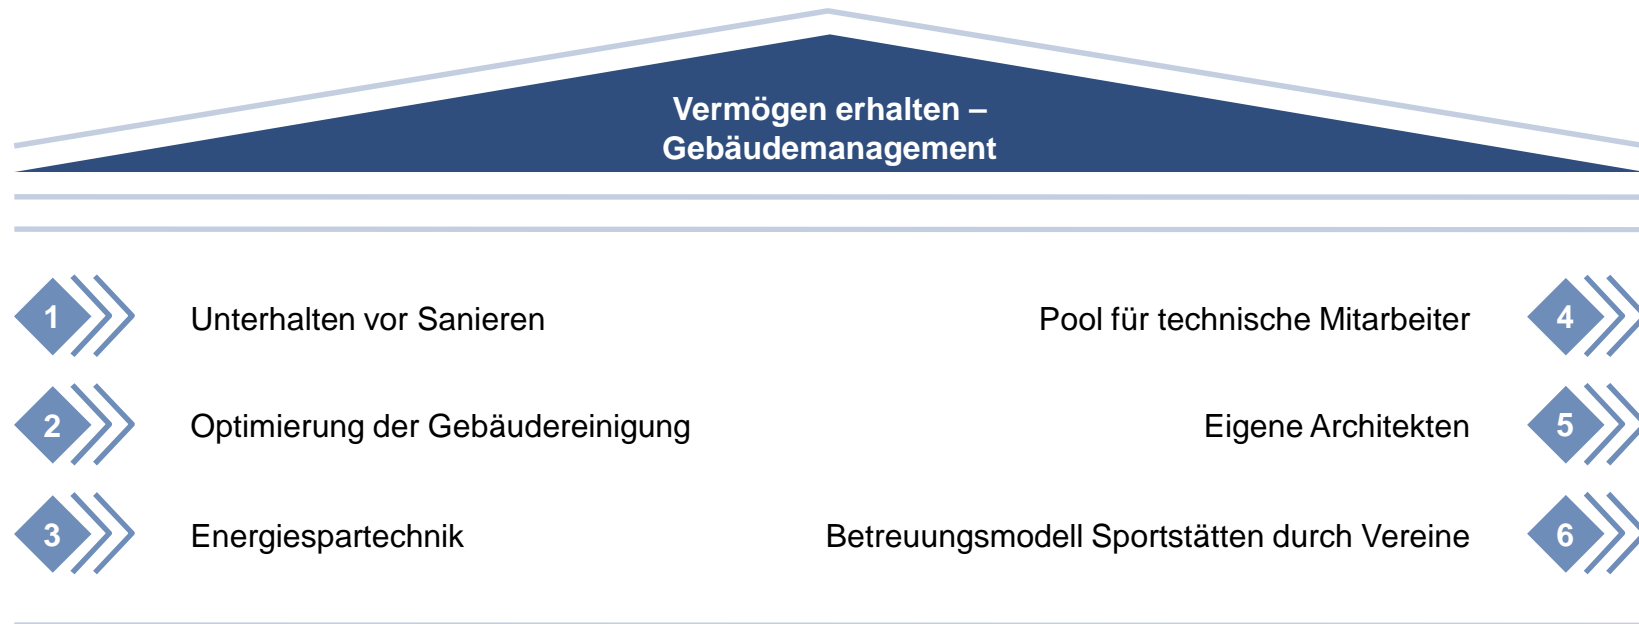 Vermögen erhalten –
Gebäudemanagement
1 Unterhalten vor Sanieren
2 Optimierung der Gebäudereinigung
3 Energiespartechnik
Pool für technische Mitarbeiter 4
Eigene Architekten 5
Betreuungsmodell Sportstätten durch Vereine 6